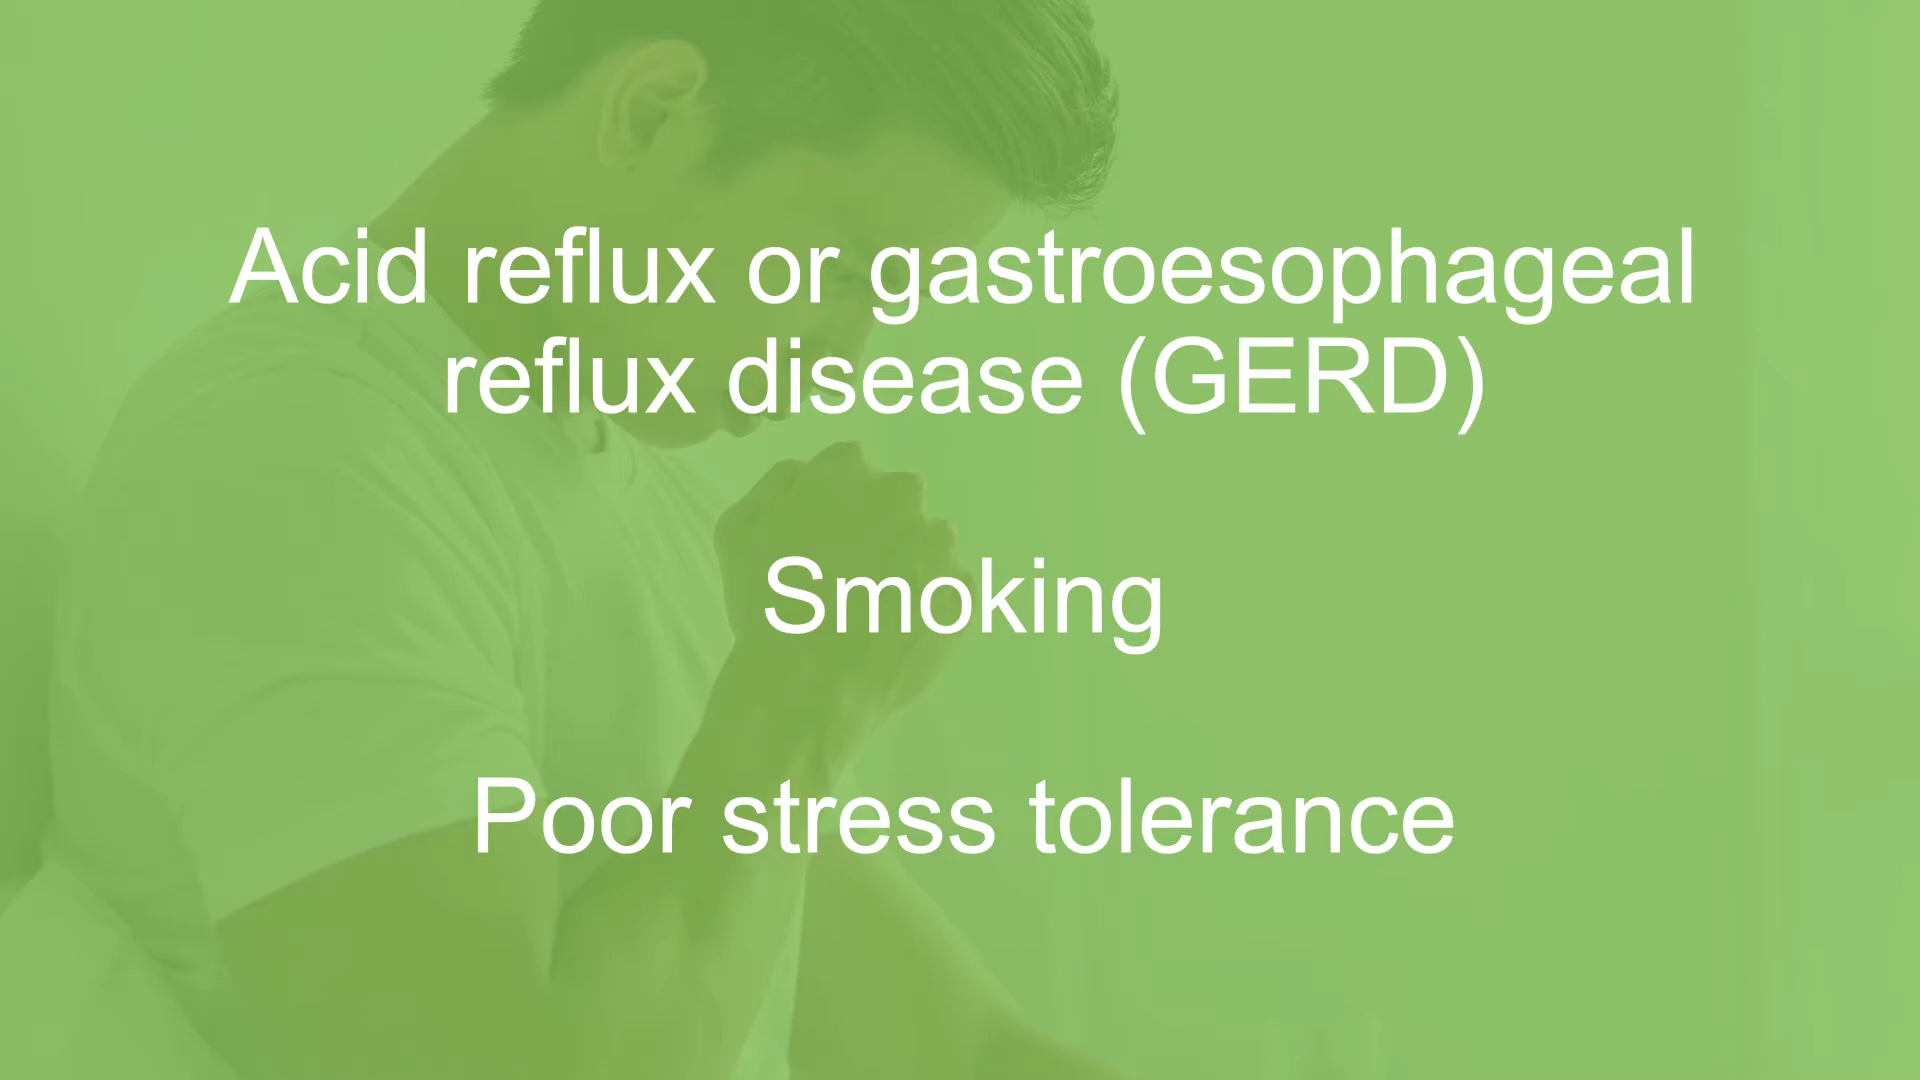 Acid reflux or gastroesophageal
reflux disease (GERD)
Smoking
Poor stress tolerance